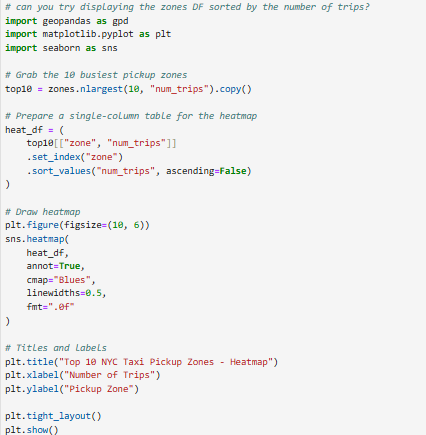 # can you try displaying the zones DF sorted by the number of trips?
import geopandas as gpd
import matplotlib.pyplot as plt
import seaborn as sns
# Grab the 10 busiest pickup zones
top10 = zones.nlargest(10, "num_trips").copy()
# Prepare a single-column table for the heatmap
heat_df = (
    top10[["zone", "num_trips"]]
    .set_index("zone")
    .sort_values("num_trips", ascending=False)
)
# Draw heatmap
plt.figure(figsize=(10, 6))
sns.heatmap(
    heat_df,
    annot=True,
    cmap="Blues",
    linewidths=0.5,
    fmt=".0f"
)
# Titles and labels
plt.title("Top 10 NYC Taxi Pickup Zones - Heatmap")
plt.xlabel("Number of Trips")
plt.ylabel("Pickup Zone")
plt.tight_layout()
plt.show()